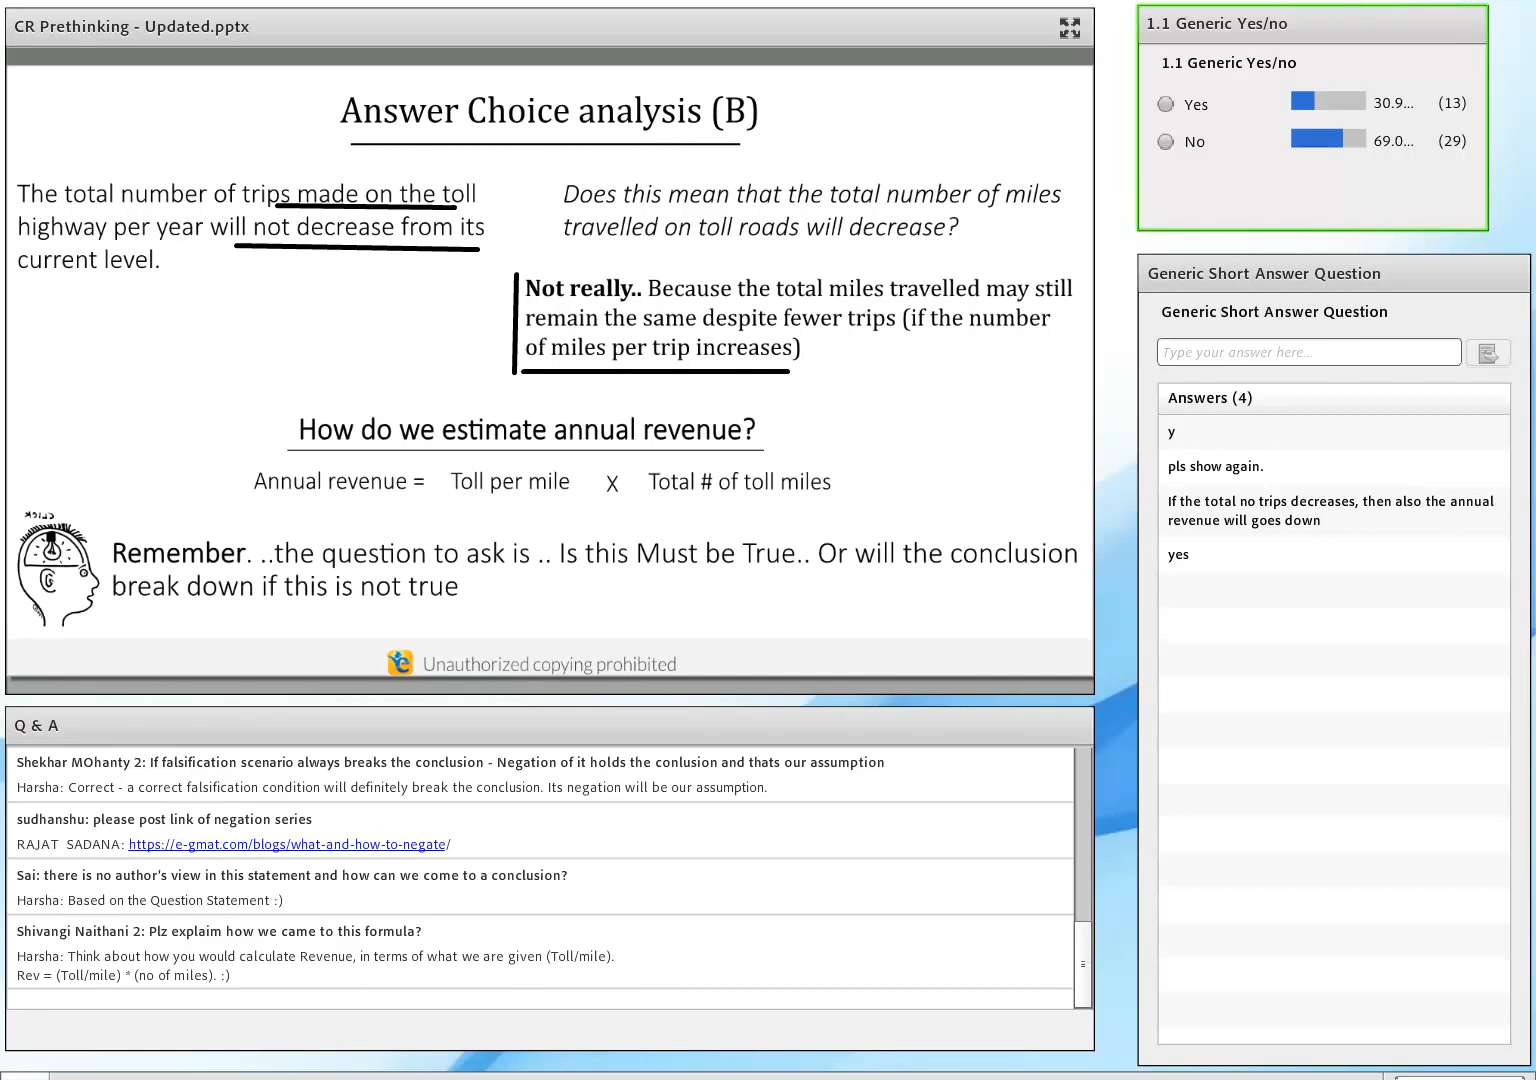 CR Prethinking - Updated.pptx
Answer Choice analysis (B)
The total number of trips made on the toll
highway per year will not decrease from its
current level.
Does this mean that the total number of miles
travelled on toll roads will decrease?
Not really.. Because the total miles travelled may still
remain the same despite fewer trips (if the number
of miles per trip increases)
How do we estimate annual revenue?
Annual revenue = Toll per mile X Total # of toll miles
CLICK
Remember. ..the question to ask is .. Is this Must be True.. Or will the conclusion
break down if this is not true
Unauthorized copying prohibited
Q & A
Shekhar MOhanty 2: If falsification scenario always breaks the conclusion - Negation of it holds the conlusion and thats our assumption
Harsha: Correct - a correct falsification condition will definitely break the conclusion. Its negation will be our assumption.
sudhanshu: please post link of negation series
RAJAT SADANA: https://e-gmat.com/blogs/what-and-how-to-negate/
Sai: there is no author's view in this statement and how can we come to a conclusion?
Harsha: Based on the Question Statement :)
Shivangi Naithani 2: Plz explaim how we came to this formula?
Harsha: Think about how you would calculate Revenue, in terms of what we are given (Toll/mile).
Rev = (Toll/mile) * (no of miles). :)
1.1 Generic Yes/no
1.1 Generic Yes/no
Yes 30.9... (13)
No 69.0... (29)
Generic Short Answer Question
Generic Short Answer Question
Type your answer here...
Answers (4)
y
pls show again.
If the total no trips decreases, then also the annual
revenue will goes down
yes